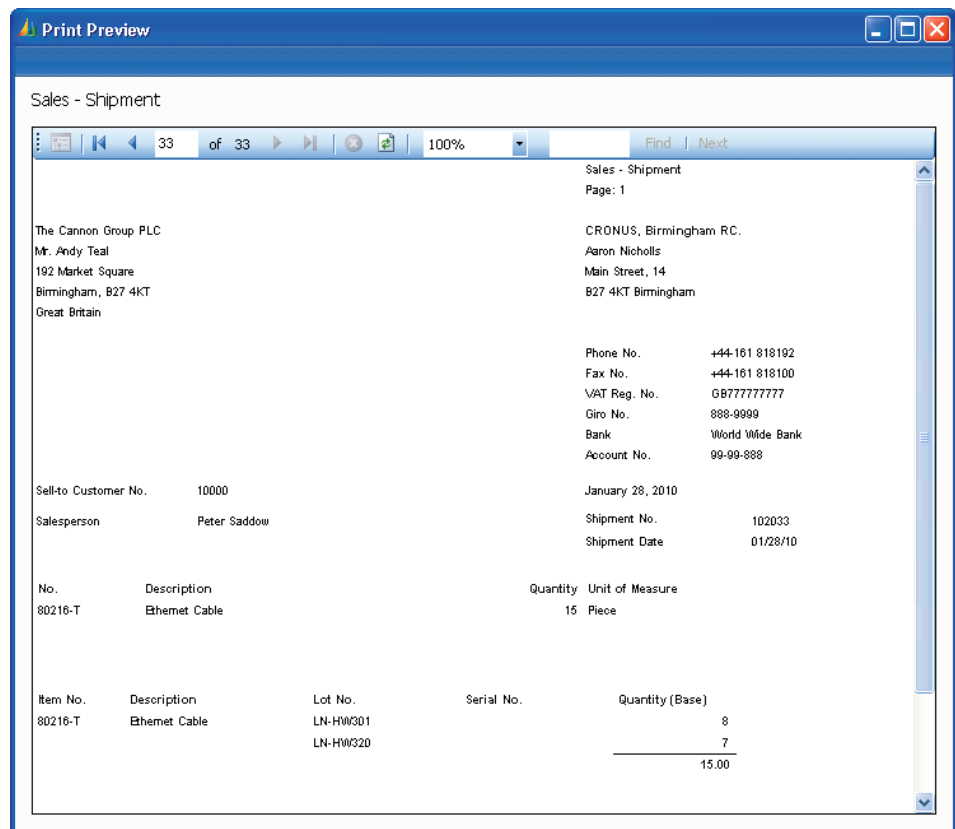 Print Preview
Sales - Shipment
33 of 33 100% Find | Next
Sales - Shipment
Page: 1
The Cannon Group PLC CRONUS, Birmingham RC.
Mr. Andy Teal Aaron Nicholls
192 Market Square Main Street, 14
Birmingham, B27 4KT B27 4KT Birmingham
Great Britain
Phone No. +44-161 818192
Fax No. +44-161 818100
VAT Reg. No. GB777777777
Giro No. 888-9999
Bank World Wide Bank
Account No. 99-99-888
Sell-to Customer No. 10000 January 28, 2010
Salesperson Peter Saddow Shipment No. 102033
Shipment Date 01/28/10
No. Description Quantity Unit of Measure
80216-T Ethernet Cable 15 Piece
Item No. Description Lot No. Serial No. Quantity (Base)
80216-T Ethernet Cable LN-HW301 8
LN-HW320 7
15.00